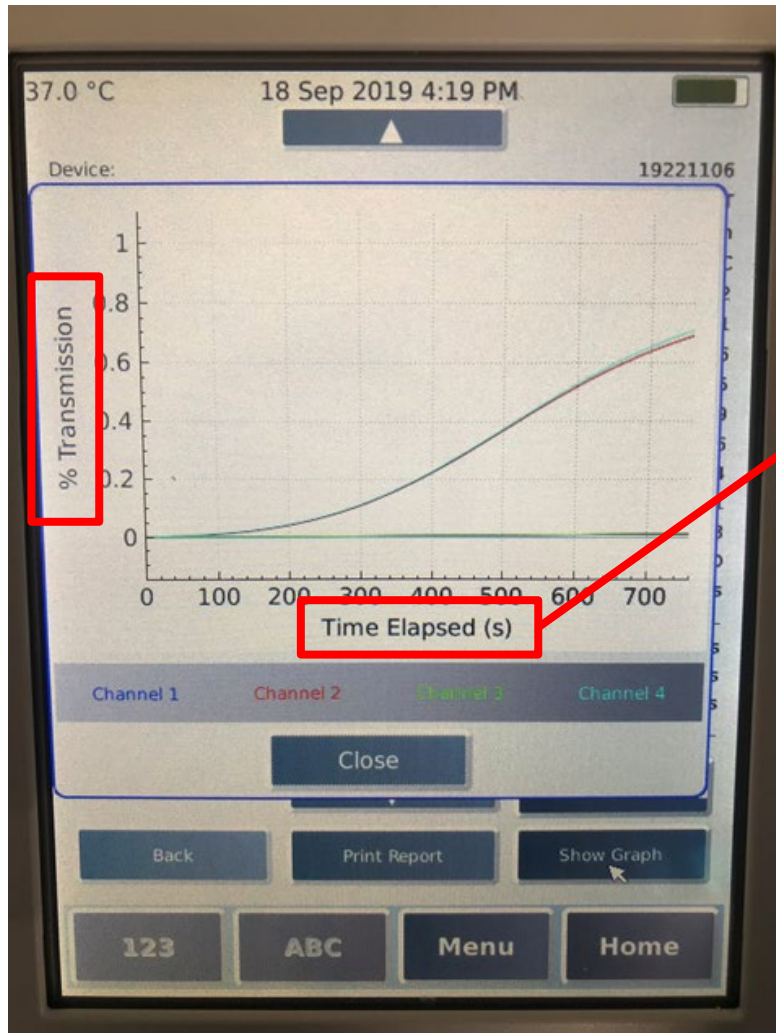 37.0 °C 18 Sep 2019 4:19 PM
Device: 19221106
1
0.8
0.6
0.4
0.2
0
% Transmission
0 100 200 300 400 500 600 700
Time Elapsed (s)
Channel 1 Channel 2 Channel 3 Channel 4
Close
Back Print Report Show Graph
123 ABC Menu Home